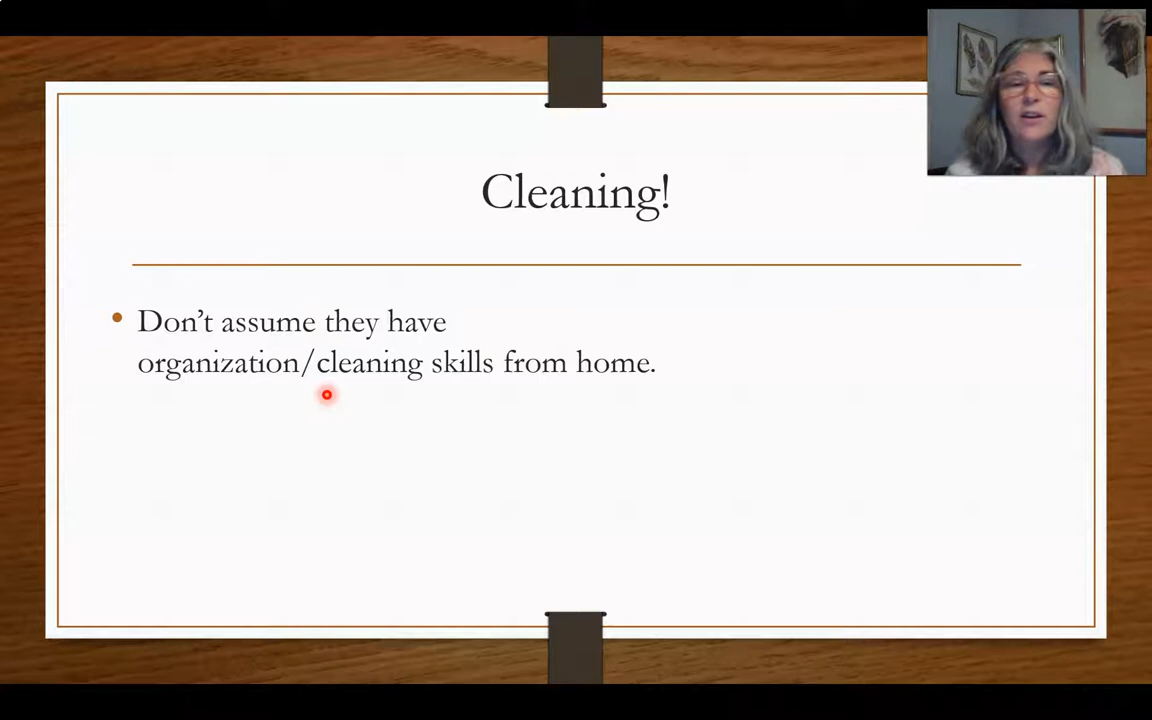 Cleaning!
Don’t assume they have
organization/cleaning skills from home.